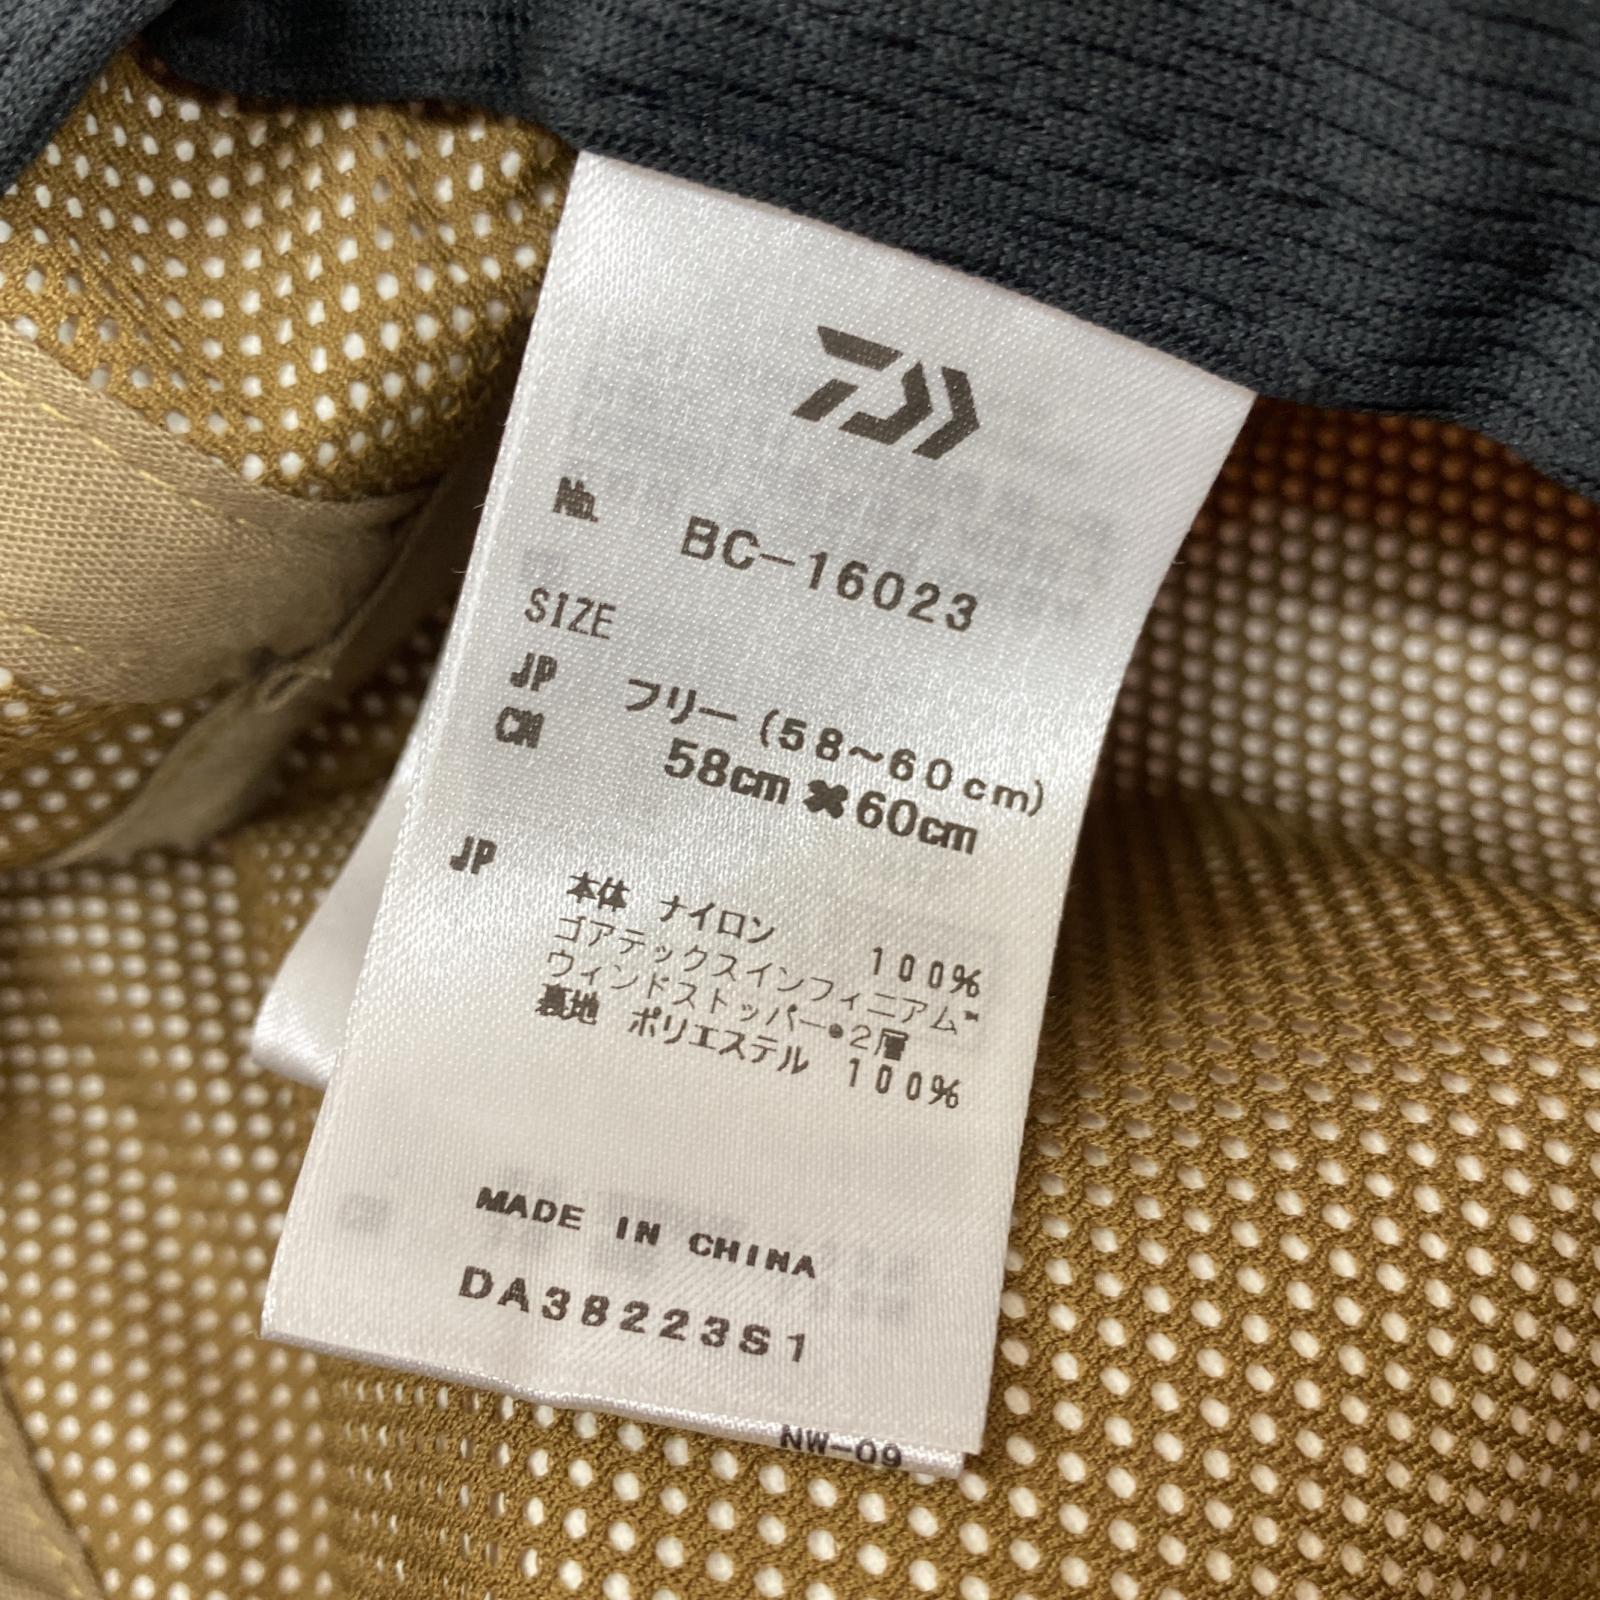 No. BC-16023
SIZE
JP フリー (58~60cm)
CM 58cm ✖ 60cm
JP
本体 ナイロン 100%
ゴアテックスインフィニアム™
ウィンドストッパー®2層
裏地 ポリエステル 100%
MADE IN CHINA
DA38223S1
NW-09